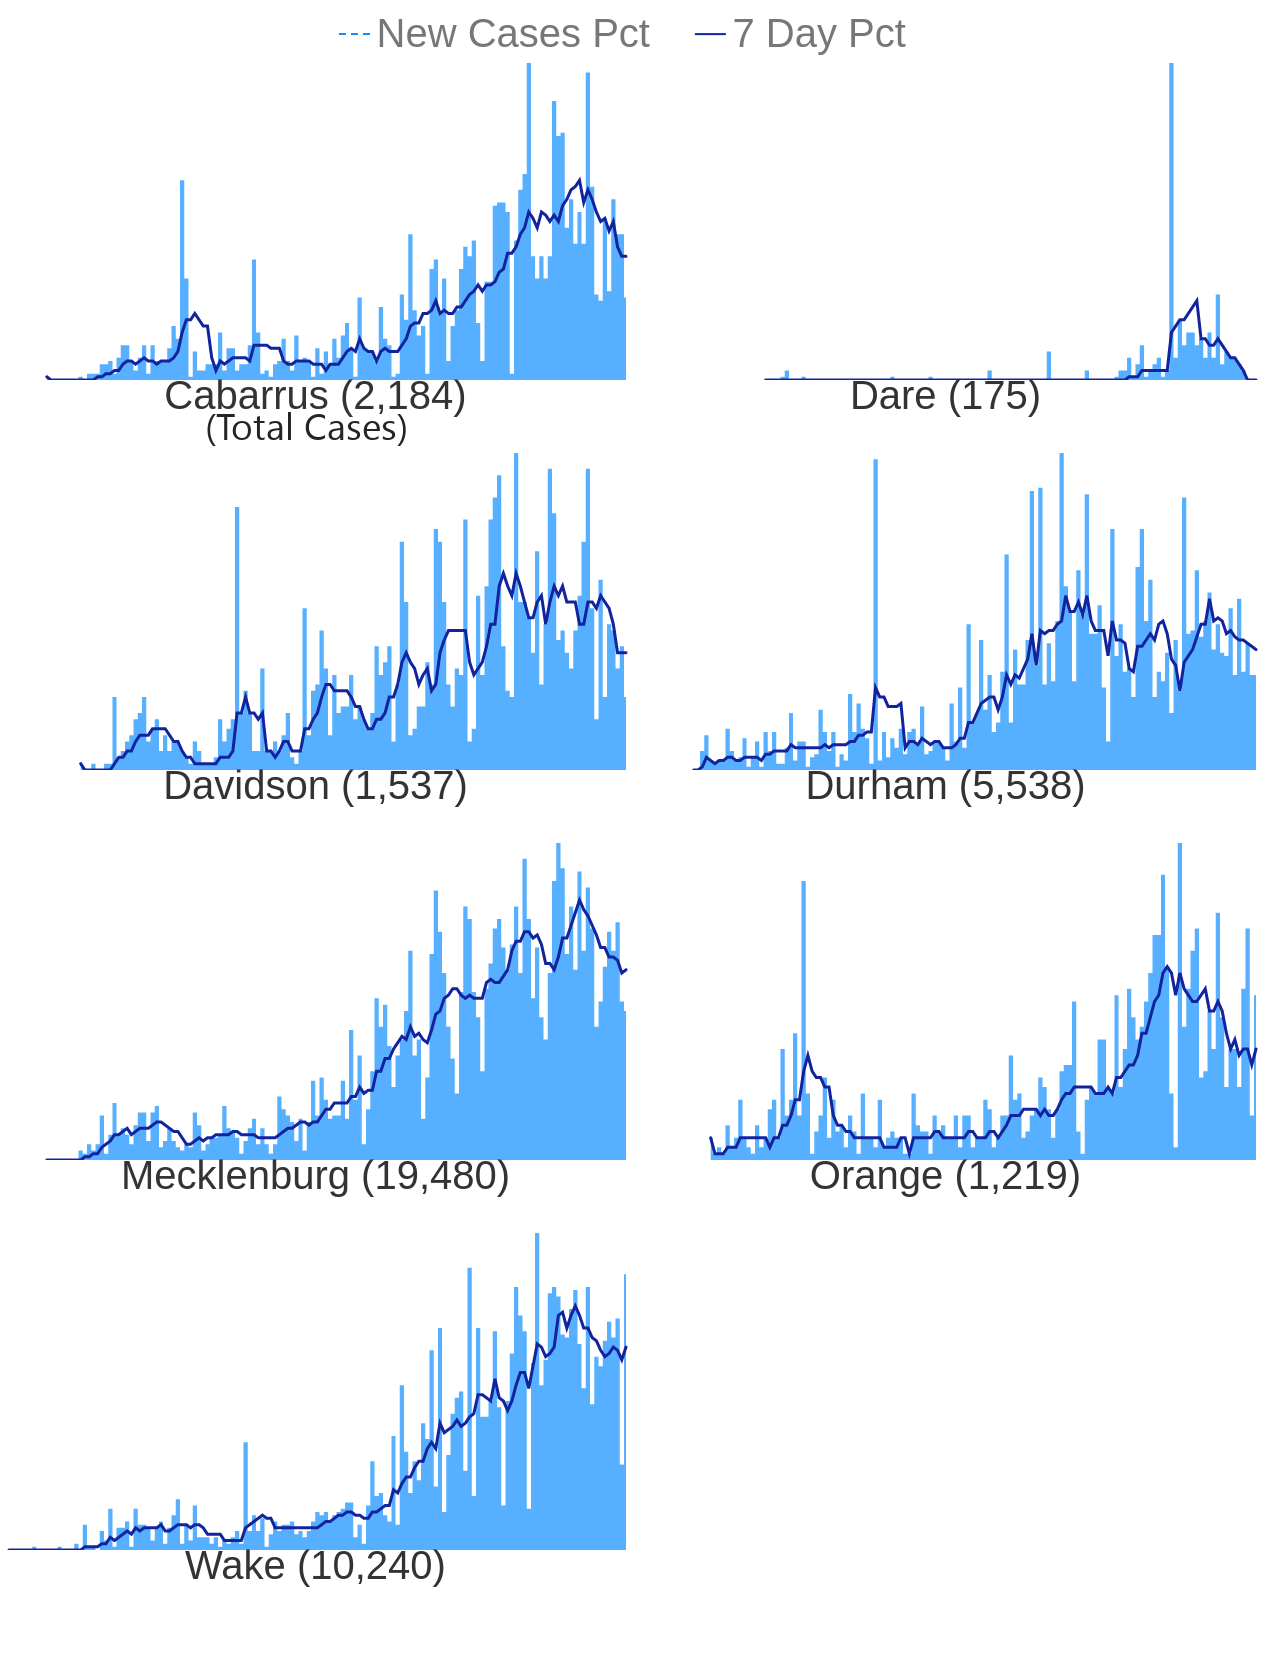 New Cases Pct 7 Day Pct
Cabarrus (2,184) Dare (175)
(Total Cases)
Davidson (1,537) Durham (5,538)
Mecklenburg (19,480) Orange (1,219)
Wake (10,240)